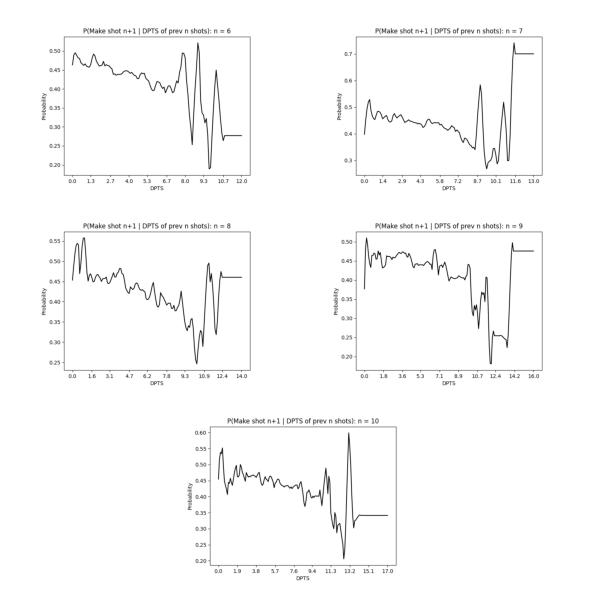 P(Make shot n+1 | DPTS of prev n shots): n = 6
Probability
0.50
0.45
0.40
0.35
0.30
0.25
0.20
0.0 1.3 2.7 4.0 5.3 6.7 8.0 9.3 10.7 12.0
DPTS
P(Make shot n+1 | DPTS of prev n shots): n = 7
Probability
0.7
0.6
0.5
0.4
0.3
0.0 1.4 2.9 4.3 5.8 7.2 8.7 10.1 11.6 13.0
DPTS
P(Make shot n+1 | DPTS of prev n shots): n = 8
Probability
0.55
0.50
0.45
0.40
0.35
0.30
0.25
0.0 1.6 3.1 4.7 6.2 7.8 9.3 10.9 12.4 14.0
DPTS
P(Make shot n+1 | DPTS of prev n shots): n = 9
Probability
0.50
0.45
0.40
0.35
0.30
0.25
0.20
0.0 1.8 3.6 5.3 7.1 8.9 10.7 12.4 14.2 16.0
DPTS
P(Make shot n+1 | DPTS of prev n shots): n = 10
Probability
0.60
0.55
0.50
0.45
0.40
0.35
0.30
0.25
0.20
0.0 1.9 3.8 5.7 7.6 9.4 11.3 13.2 15.1 17.0
DPTS